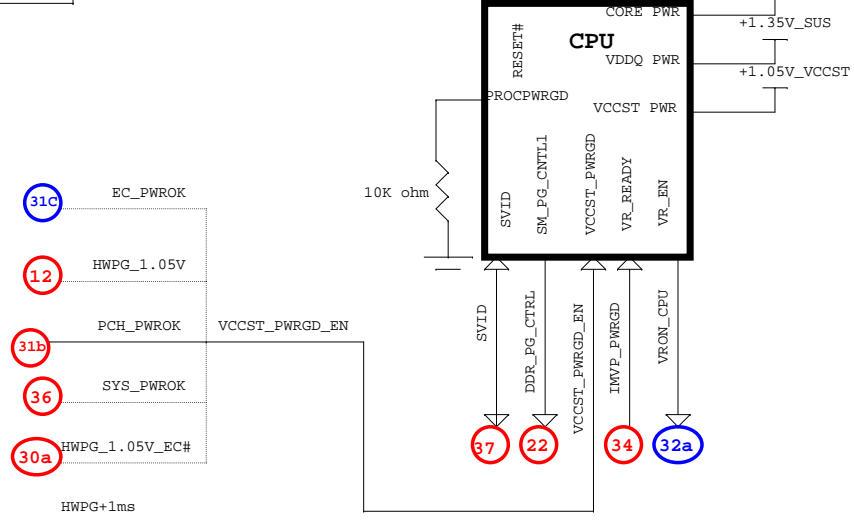 CORE PWR
+1.35V_SUS
CPU
RESET#
VDDQ PWR
+1.05V_VCCST
PROCPWRGD
VCCST PWR
10K ohm
SVID
SM_PG_CNTL1
VCCST_PWRGD
VR_READY
VR_EN
31C
EC_PWROK
12
HWPG_1.05V
31b
PCH_PWROK
VCCST_PWRGD_EN
36
SYS_PWROK
30a
HWPG_1.05V_EC#
HWPG+1ms
SVID
DDR_PG_CTRL
VCCST_PWRGD_EN
IMVP_PWRGD
VRON_CPU
37
22
34
32a